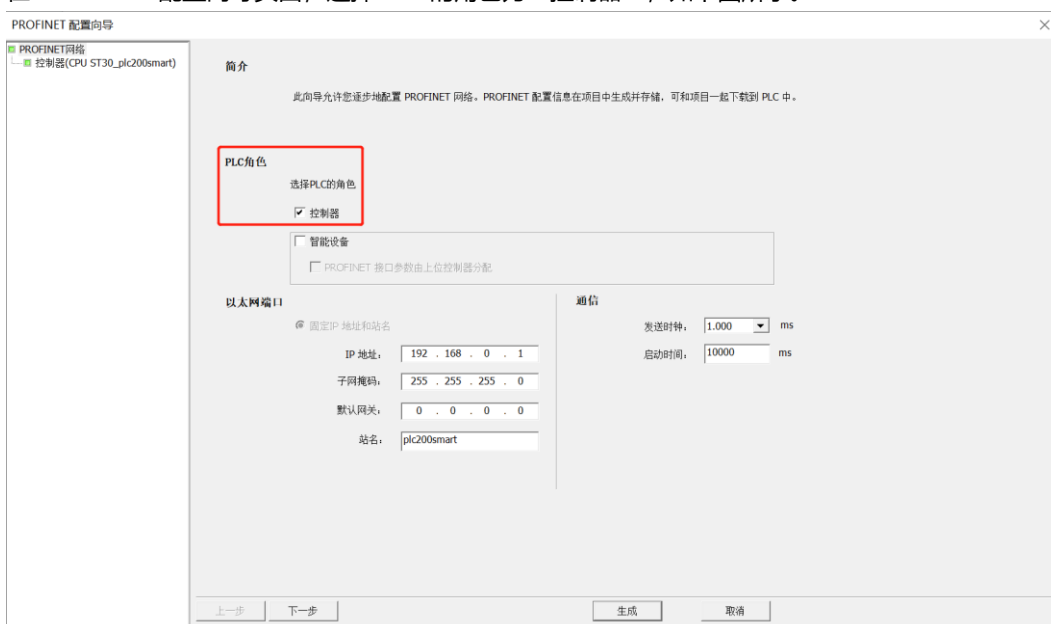 PROFINET 配置向导
PROFINET网络
控制器(CPU ST30_plc200smart)
简介
此向导允许您逐步地配置 PROFINET 网络。PROFINET 配置信息在项目中生成并存储，可和项目一起下载到 PLC 中。
PLC角色
选择PLC的角色
控制器
智能设备
PROFINET 接口参数由上位控制器分配
以太网端口
通信
固定IP 地址和站名
发送时钟： 1.000 ms
IP 地址： 192 . 168 . 0 . 1
启动时间： 10000 ms
子网掩码： 255 . 255 . 255 . 0
默认网关： 0 . 0 . 0 . 0
站名： plc200smart
上一步 下一步 生成 取消